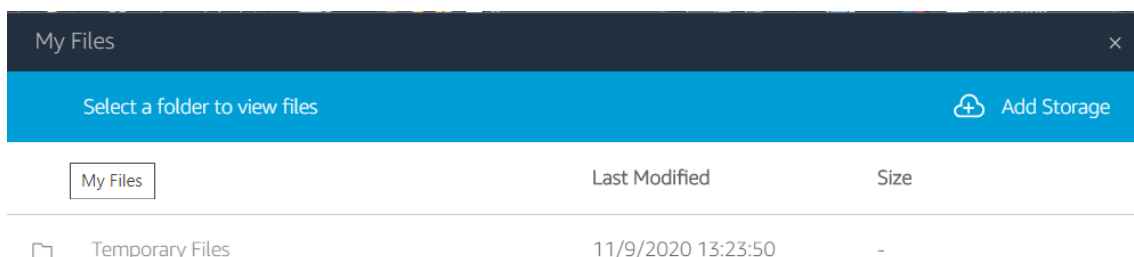 My Files ×
Select a folder to view files Add Storage
My Files Last Modified Size
Temporary Files 11/9/2020 13:23:50 -